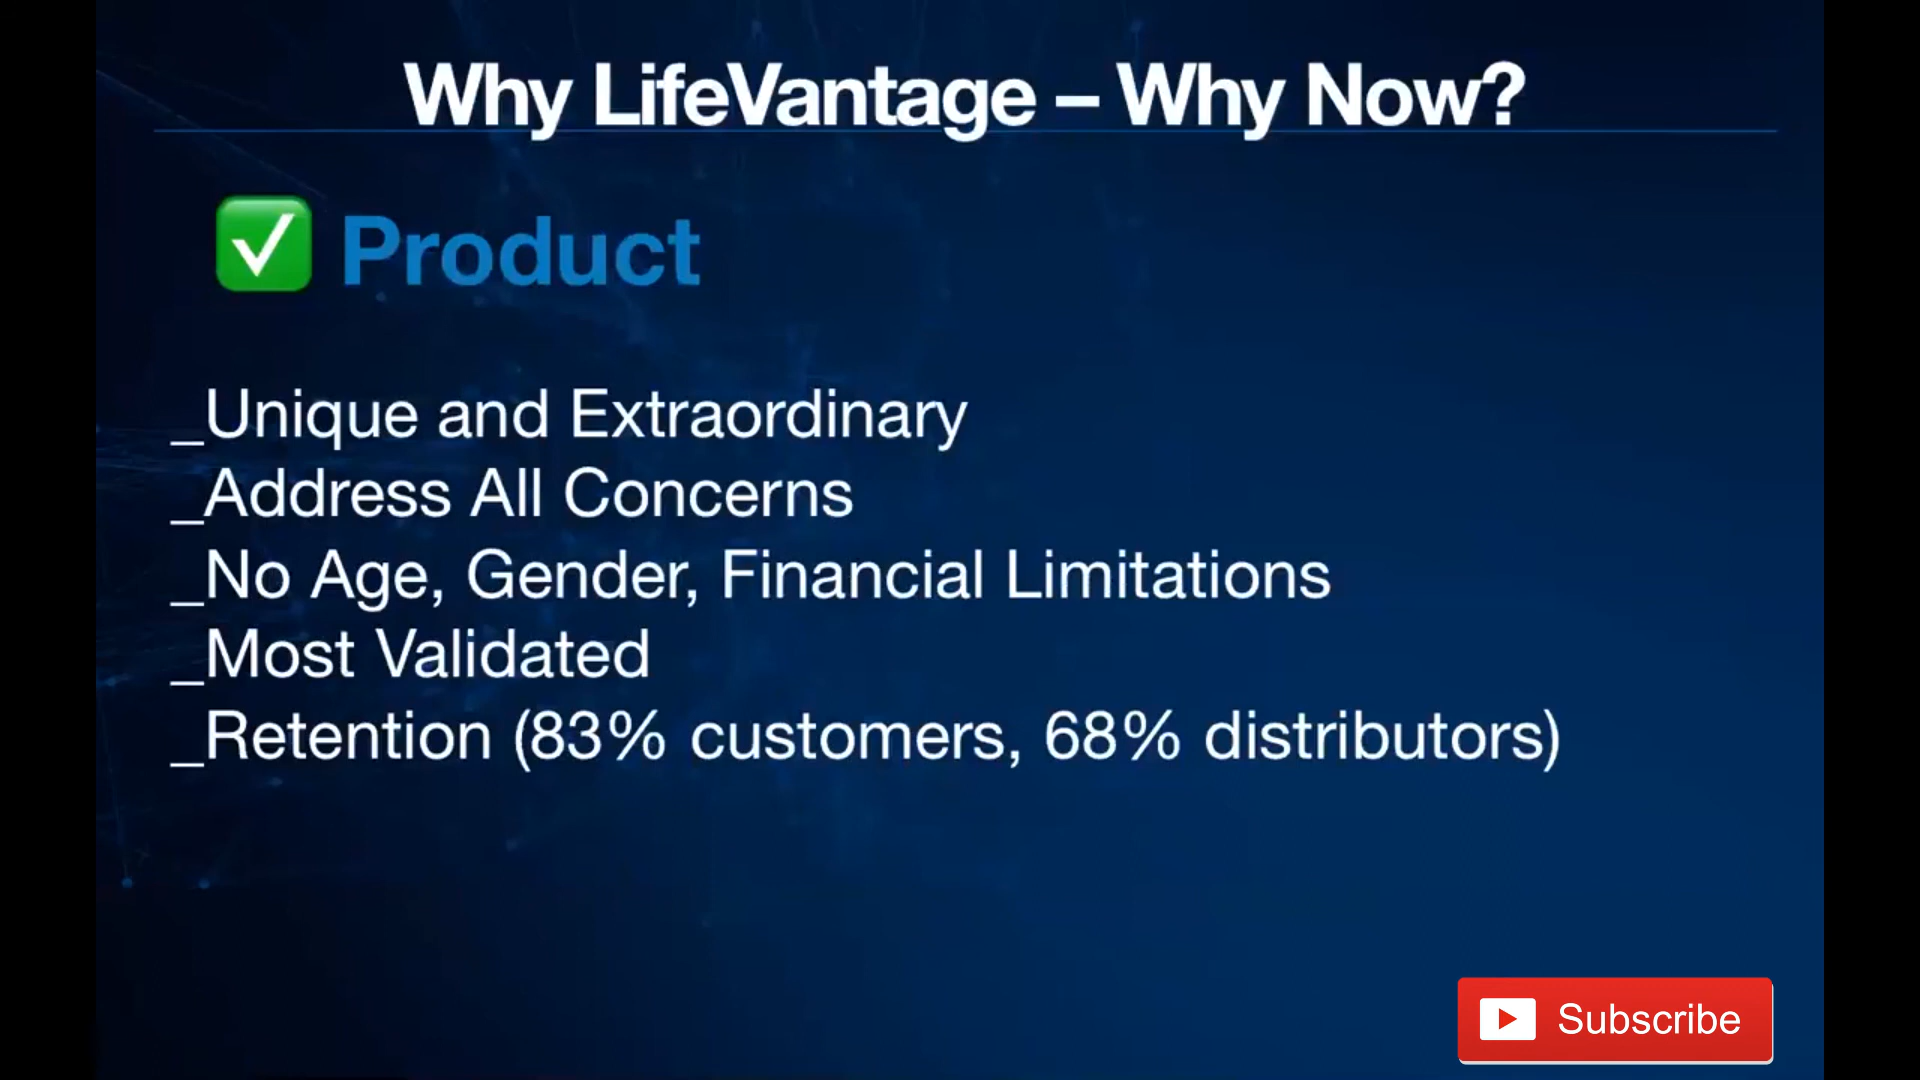 Why LifeVantage – Why Now?
✅ Product
_Unique and Extraordinary
_Address All Concerns
_No Age, Gender, Financial Limitations
_Most Validated
_Retention (83% customers, 68% distributors)
Subscribe